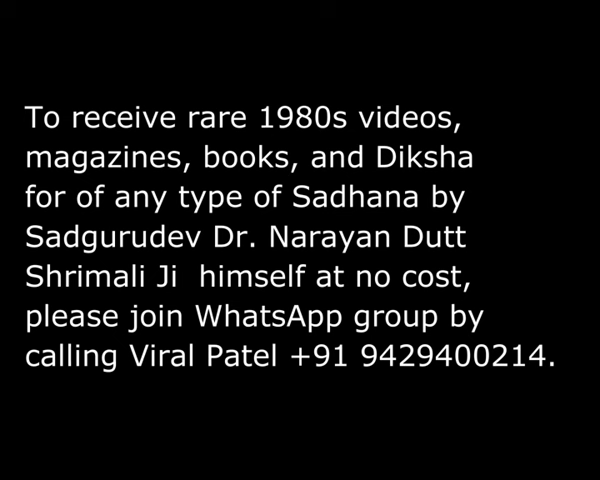 To receive rare 1980s videos,
magazines, books, and Diksha
for of any type of Sadhana by
Sadgurudev Dr. Narayan Dutt
Shrimali Ji  himself at no cost,
please join WhatsApp group by
calling Viral Patel +91 9429400214.